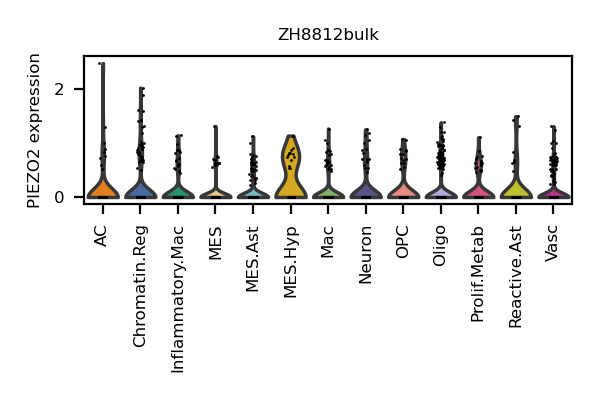 ZH8812bulk
PIEZO2 expression
2
0
AC
Chromatin.Reg
Inflammatory.Mac
MES
MES.Ast
MES.Hyp
Mac
Neuron
OPC
Oligo
Prolif.Metab
Reactive.Ast
Vasc